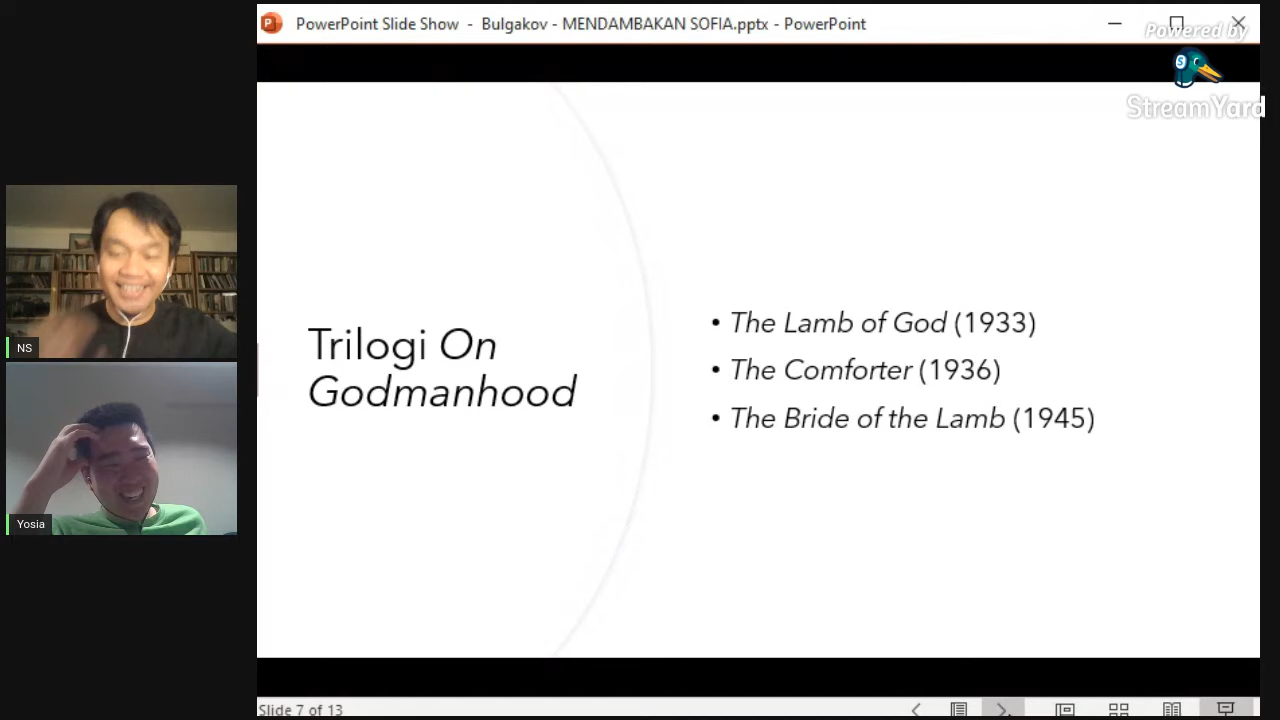 PowerPoint Slide Show - Bulgakov - MENDAMBAKAN SOFIA.pptx - PowerPoint
Powered by
StreamYard
Trilogi On
Godmanhood
• The Lamb of God (1933)
• The Comforter (1936)
• The Bride of the Lamb (1945)
NS
Yosia
Slide 7 of 13